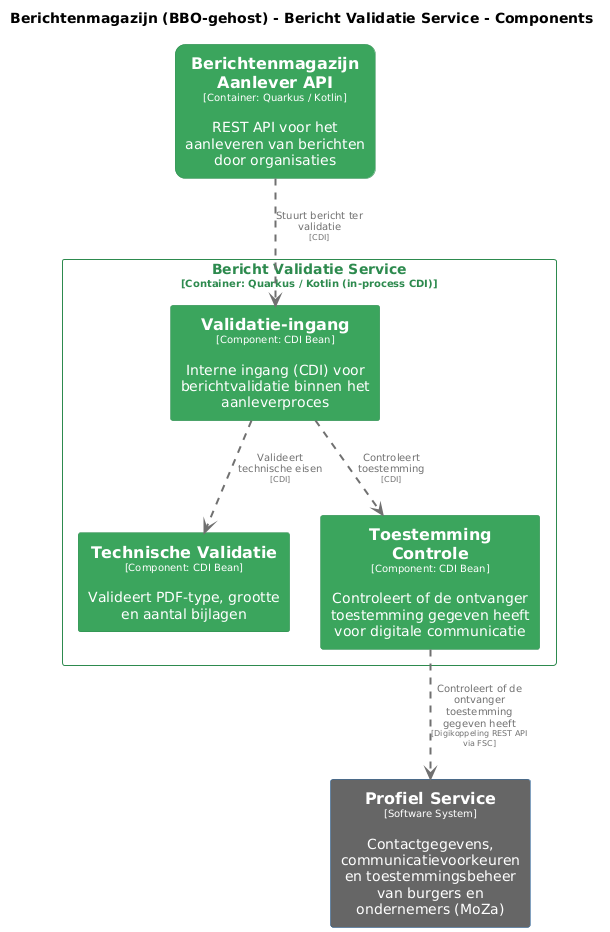 Berichtenmagazijn (BBO-gehost) - Bericht Validatie Service - Components
Berichtenmagazijn
Aanlever API
[Container: Quarkus / Kotlin]
REST API voor het
aanleveren van berichten
door organisaties
Stuurt bericht ter
validatie
[CDI]
Bericht Validatie Service
[Container: Quarkus / Kotlin (in-process CDI)]
Validatie-ingang
[Component: CDI Bean]
Interne ingang (CDI) voor
berichtvalidatie binnen het
aanleverproces
Valideert
technische eisen
[CDI]
Controleert
toestemming
[CDI]
Technische Validatie
[Component: CDI Bean]
Valideert PDF-type, grootte
en aantal bijlagen
Toestemming
Controle
[Component: CDI Bean]
Controleert of de ontvanger
toestemming gegeven heeft
voor digitale communicatie
Controleert of de
ontvanger
toestemming
gegeven heeft
[Digikoppeling REST API
via FSC]
Profiel Service
[Software System]
Contactgegevens,
communicatievoorkeuren
en toestemmingsbeheer
van burgers en
ondernemers (MoZa)